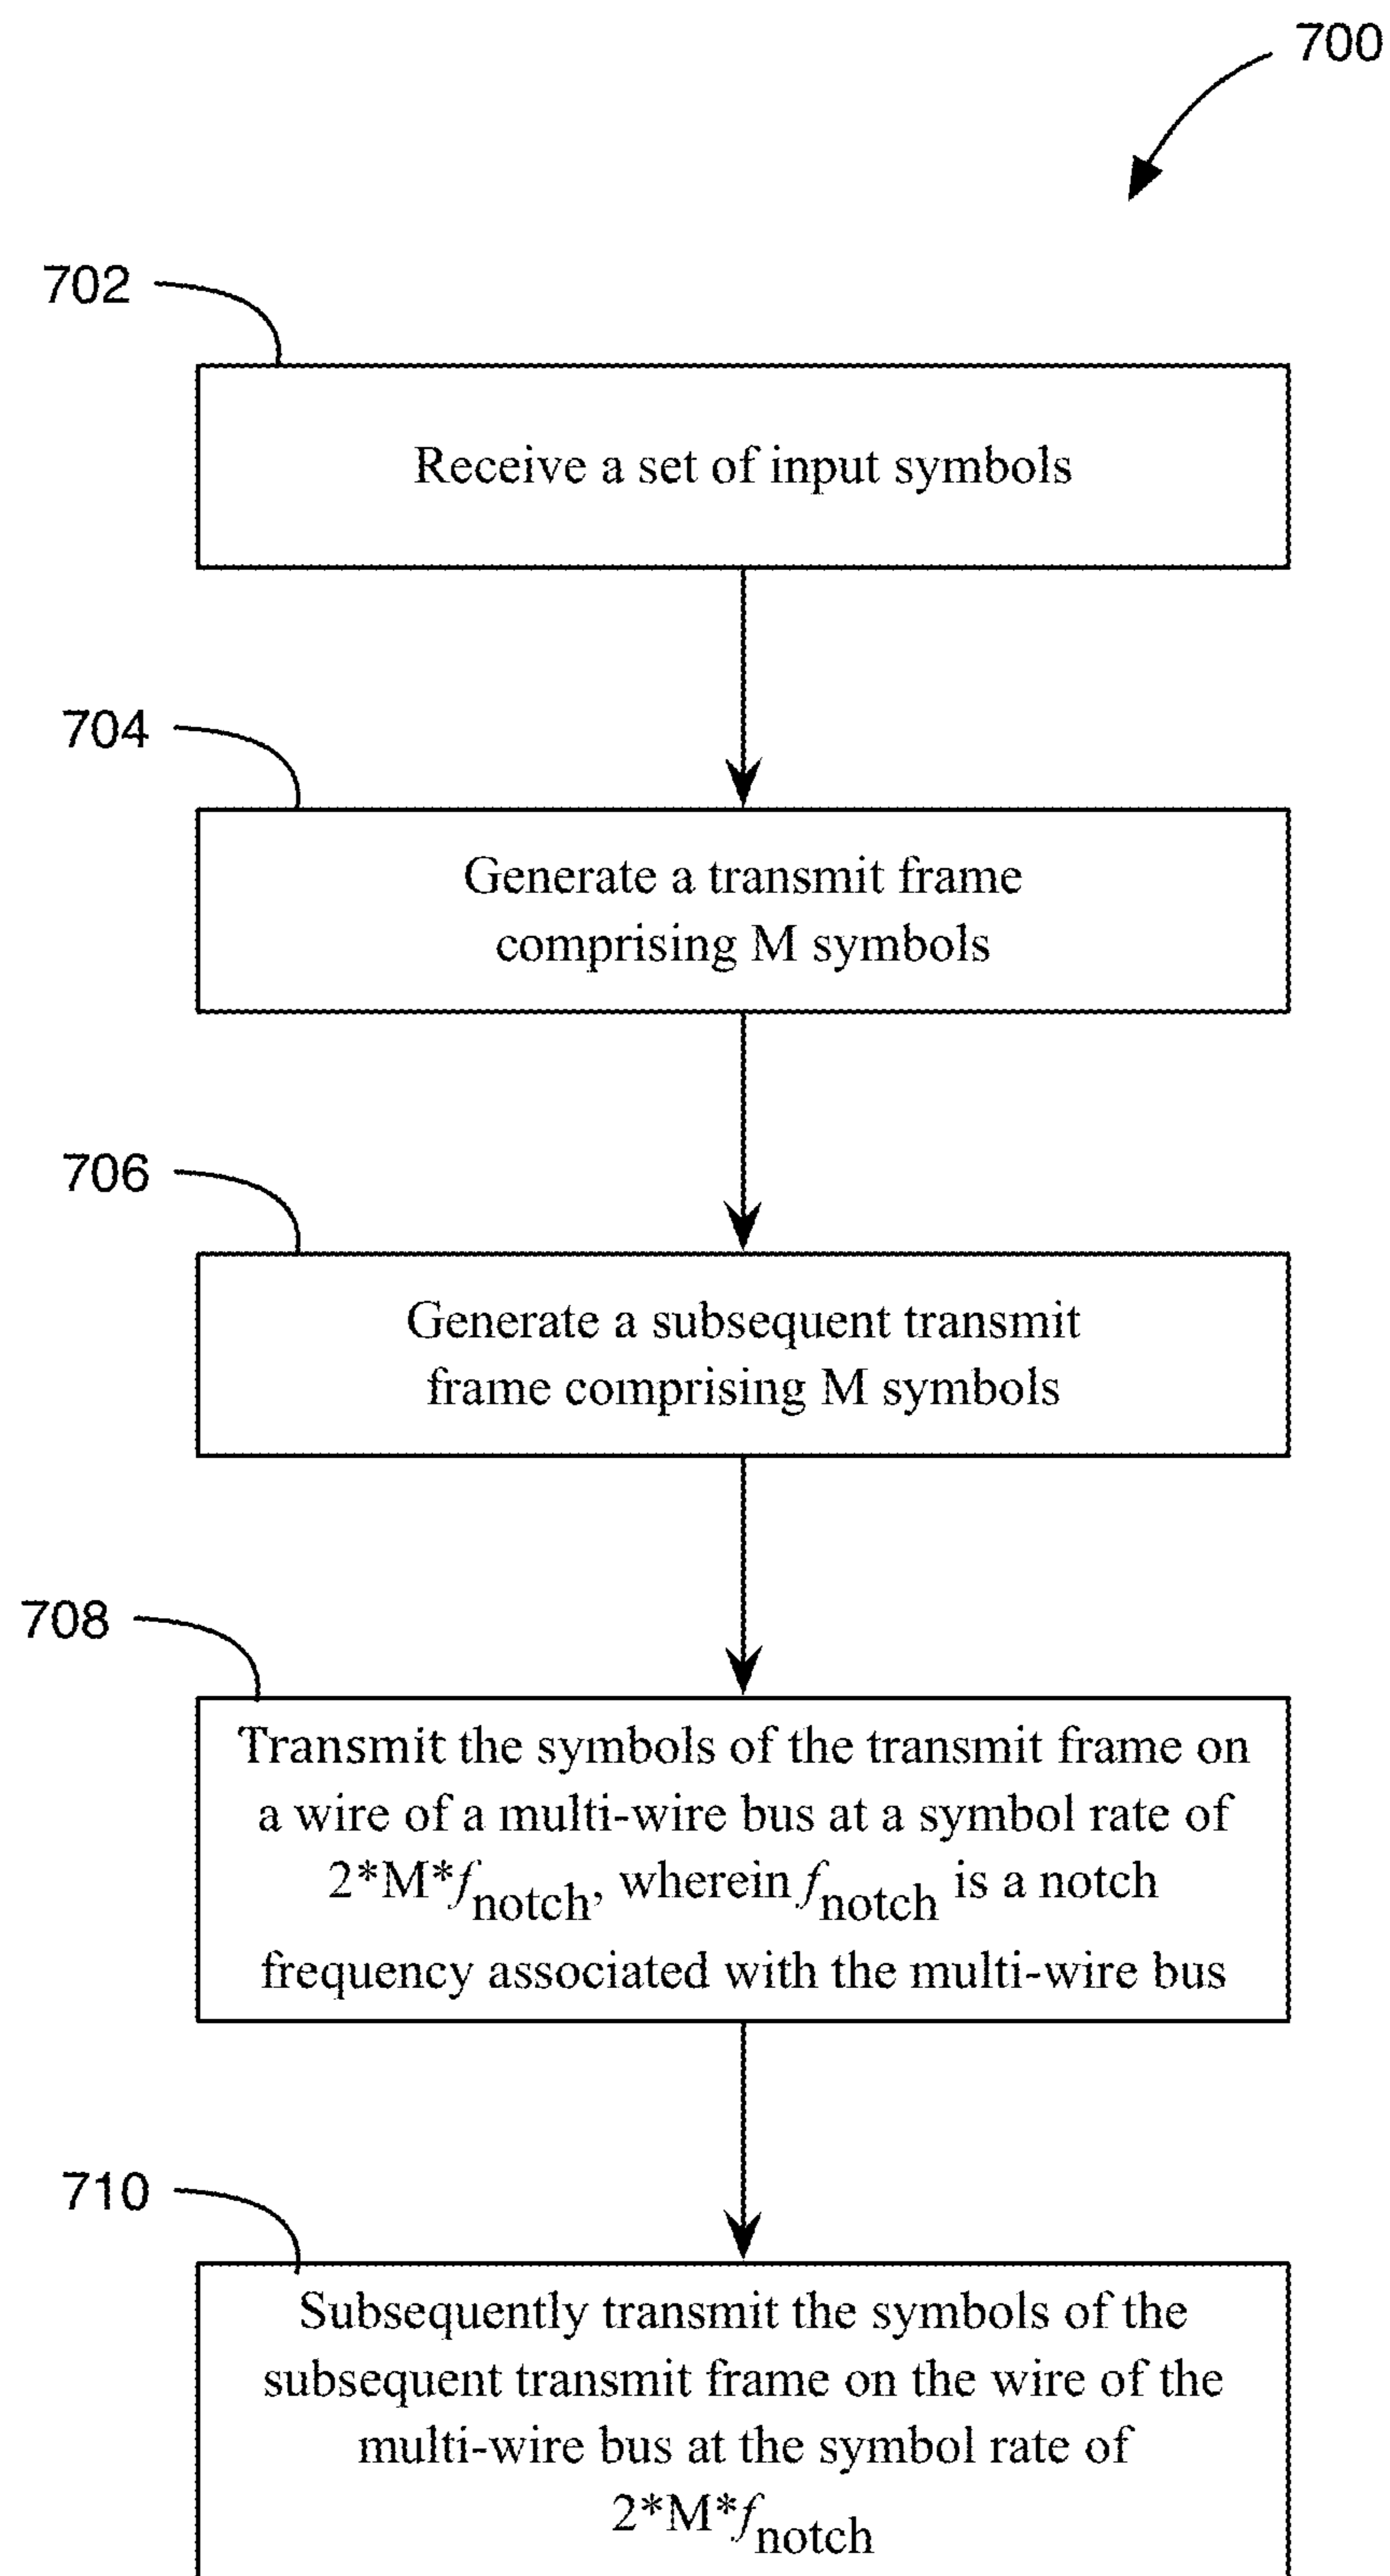 700
702
Receive a set of input symbols
704
Generate a transmit frame
comprising M symbols
706
Generate a subsequent transmit
frame comprising M symbols
708
Transmit the symbols of the transmit frame on
a wire of a multi-wire bus at a symbol rate of
2*M*fnotch, wherein fnotch is a notch
frequency associated with the multi-wire bus
710
Subsequently transmit the symbols of the
subsequent transmit frame on the wire of the
multi-wire bus at the symbol rate of
2*M*fnotch